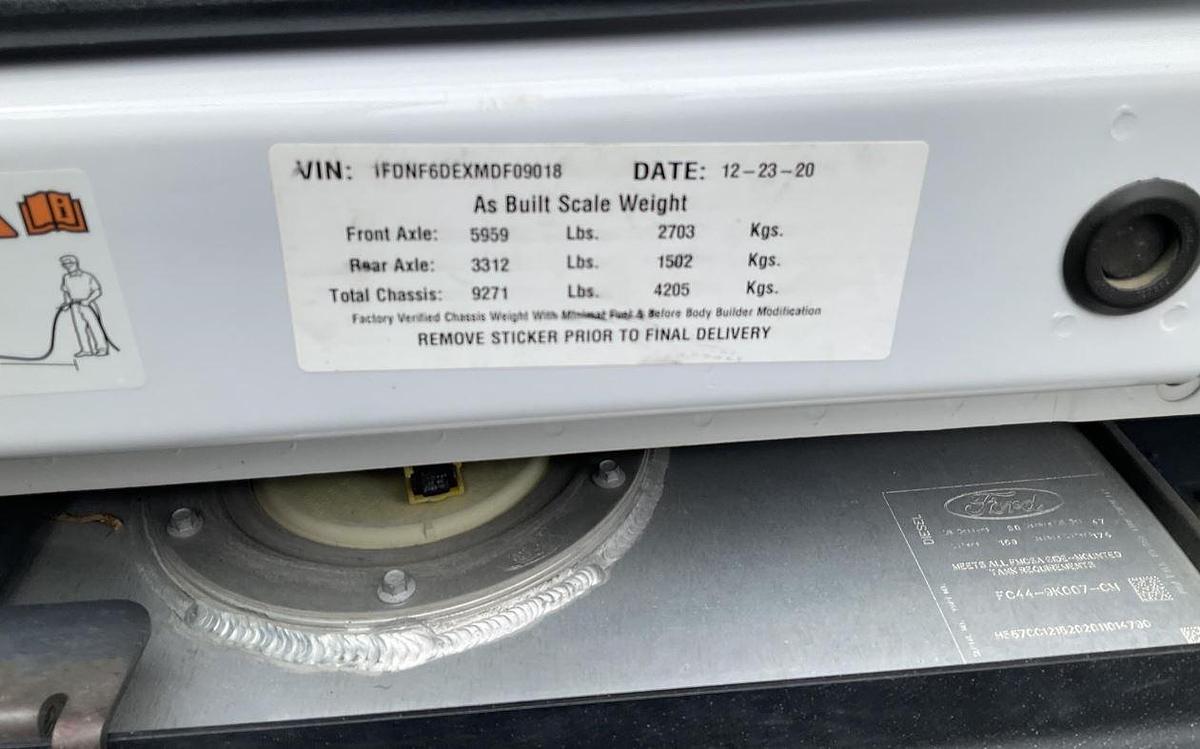 VIN: 1FDNF6DEXMDF09018 DATE: 12-23-20
As Built Scale Weight
Front Axle: 5959 Lbs. 2703 Kgs.
Rear Axle: 3312 Lbs. 1502 Kgs.
Total Chassis: 9271 Lbs. 4205 Kgs.
Factory Verified Chassis Weight With Minimal Fuel & Before Body Builder Modification
REMOVE STICKER PRIOR TO FINAL DELIVERY
Ford
DIESEL
MEETS ALL FMCSA SIDE-MOUNTED
TANK REQUIREMENTS
FC44-9K007-CM